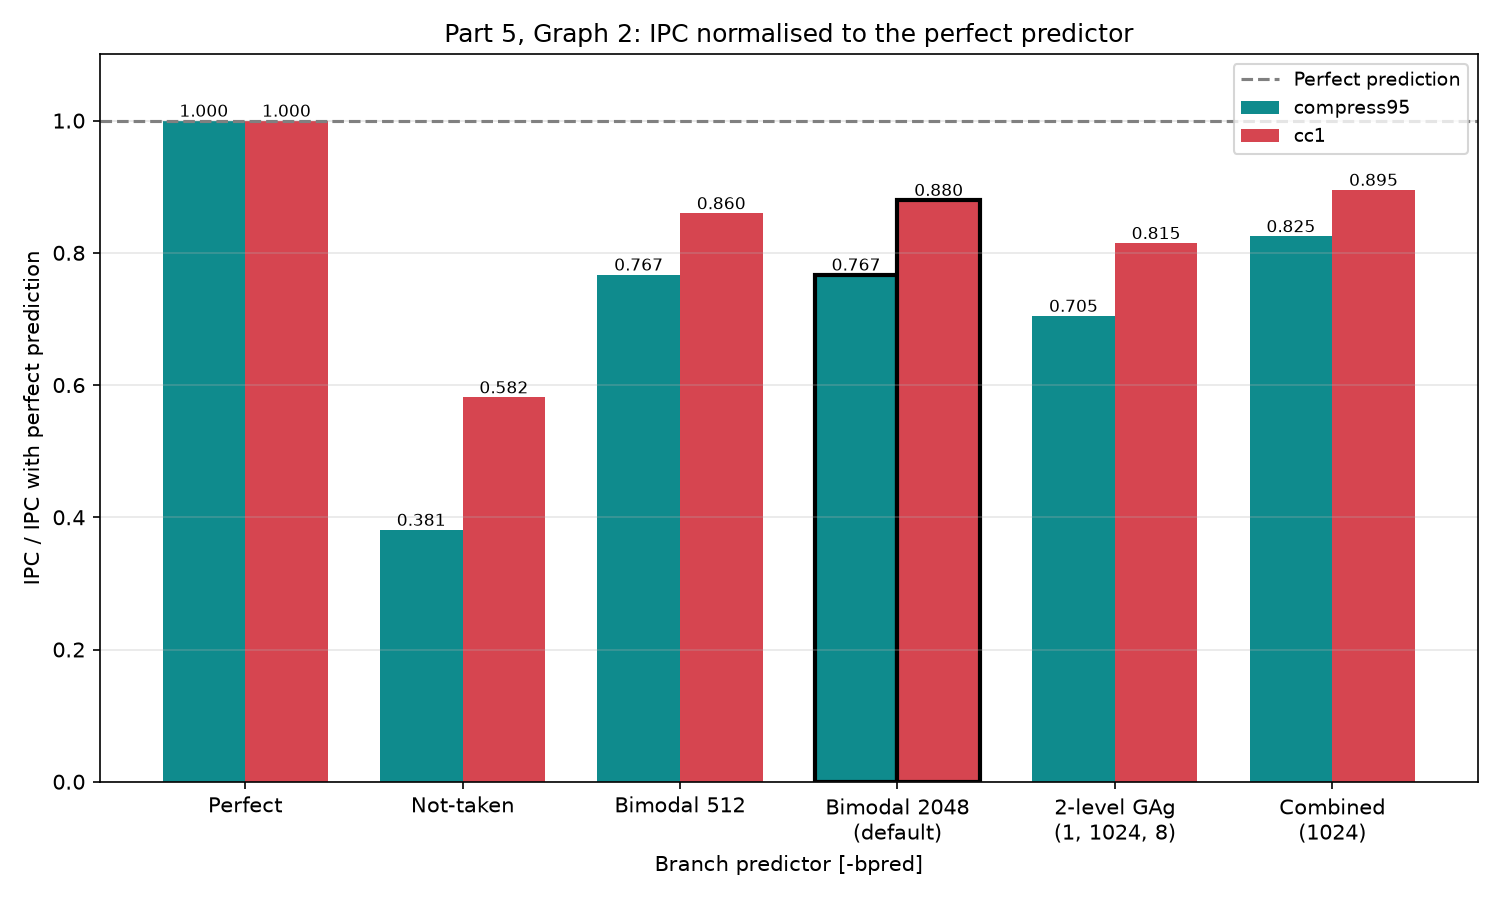 Part 5, Graph 2: IPC normalised to the perfect predictor
Perfect prediction
compress95
cc1
IPC / IPC with perfect prediction
1.0
0.8
0.6
0.4
0.2
0.0
1.000
1.000
0.381
0.582
0.767
0.860
0.767
0.880
0.705
0.815
0.825
0.895
Perfect
Not-taken
Bimodal 512
Bimodal 2048
(default)
2-level GAg
(1, 1024, 8)
Combined
(1024)
Branch predictor [-bpred]